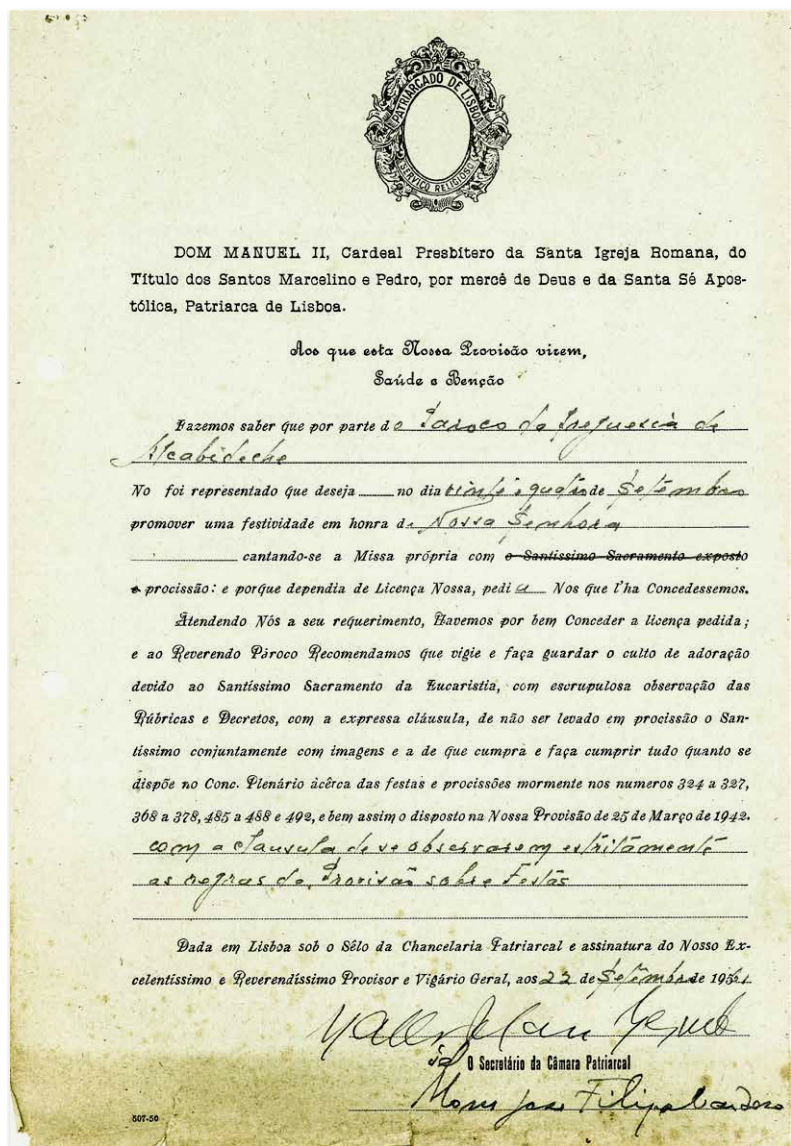 PATRIARCADO DE LISBOA
SERVIÇO RELIGIOSO
DOM MANUEL II, Cardeal Presbítero da Santa Igreja Romana, do
Título dos Santos Marcelino e Pedro, por mercê de Deus e da Santa Sé Apos-
tólica, Patriarca de Lisboa.
Aos que esta Nossa Provisão virem,
Saúde e Benção
Fazemos saber que por parte do Paroco da freguesia de
Alcabideche
No foi representado que deseja no dia vinte e quatro de Setembro
promover uma festividade em honra de Nossa Senhora
cantando-se a Missa própria com o Santíssimo Sacramento exposto
e procissão: e porque dependia de Licença Nossa, pedia Nos que l'ha Concedessemos.
Atendendo Nós a seu requerimento, Havemos por bem Conceder a licença pedida;
e ao Reverendo Pároco Recomendamos que vigie e faça guardar o culto de adoração
devido ao Santíssimo Sacramento da Eucaristia, com escrupulosa observação das
Rúbricas e Decretos, com a expressa cláusula, de não ser levado em procissão o San-
tíssimo conjuntamente com imagens e a de que cumpra e faça cumprir tudo quanto se
dispõe no Conc. Plenário àcêrca das festas e procissões mormente nos numeros 324 a 327,
368 a 378, 485 a 488 e 492, e bem assim o disposto na Nossa Provisão de 25 de Março de 1942.
com a clausula de se observarem estritamente
as regras da Provisão sobre Festas
Dada em Lisboa sob o Sêlo da Chancelaria Patriarcal e assinatura do Nosso Ex-
celentíssimo e Reverendíssimo Provisor e Vigário Geral, aos 22 de Setembro de 1961
O Secretário da Câmara Patriarcal
Mons José Filipe
507-50